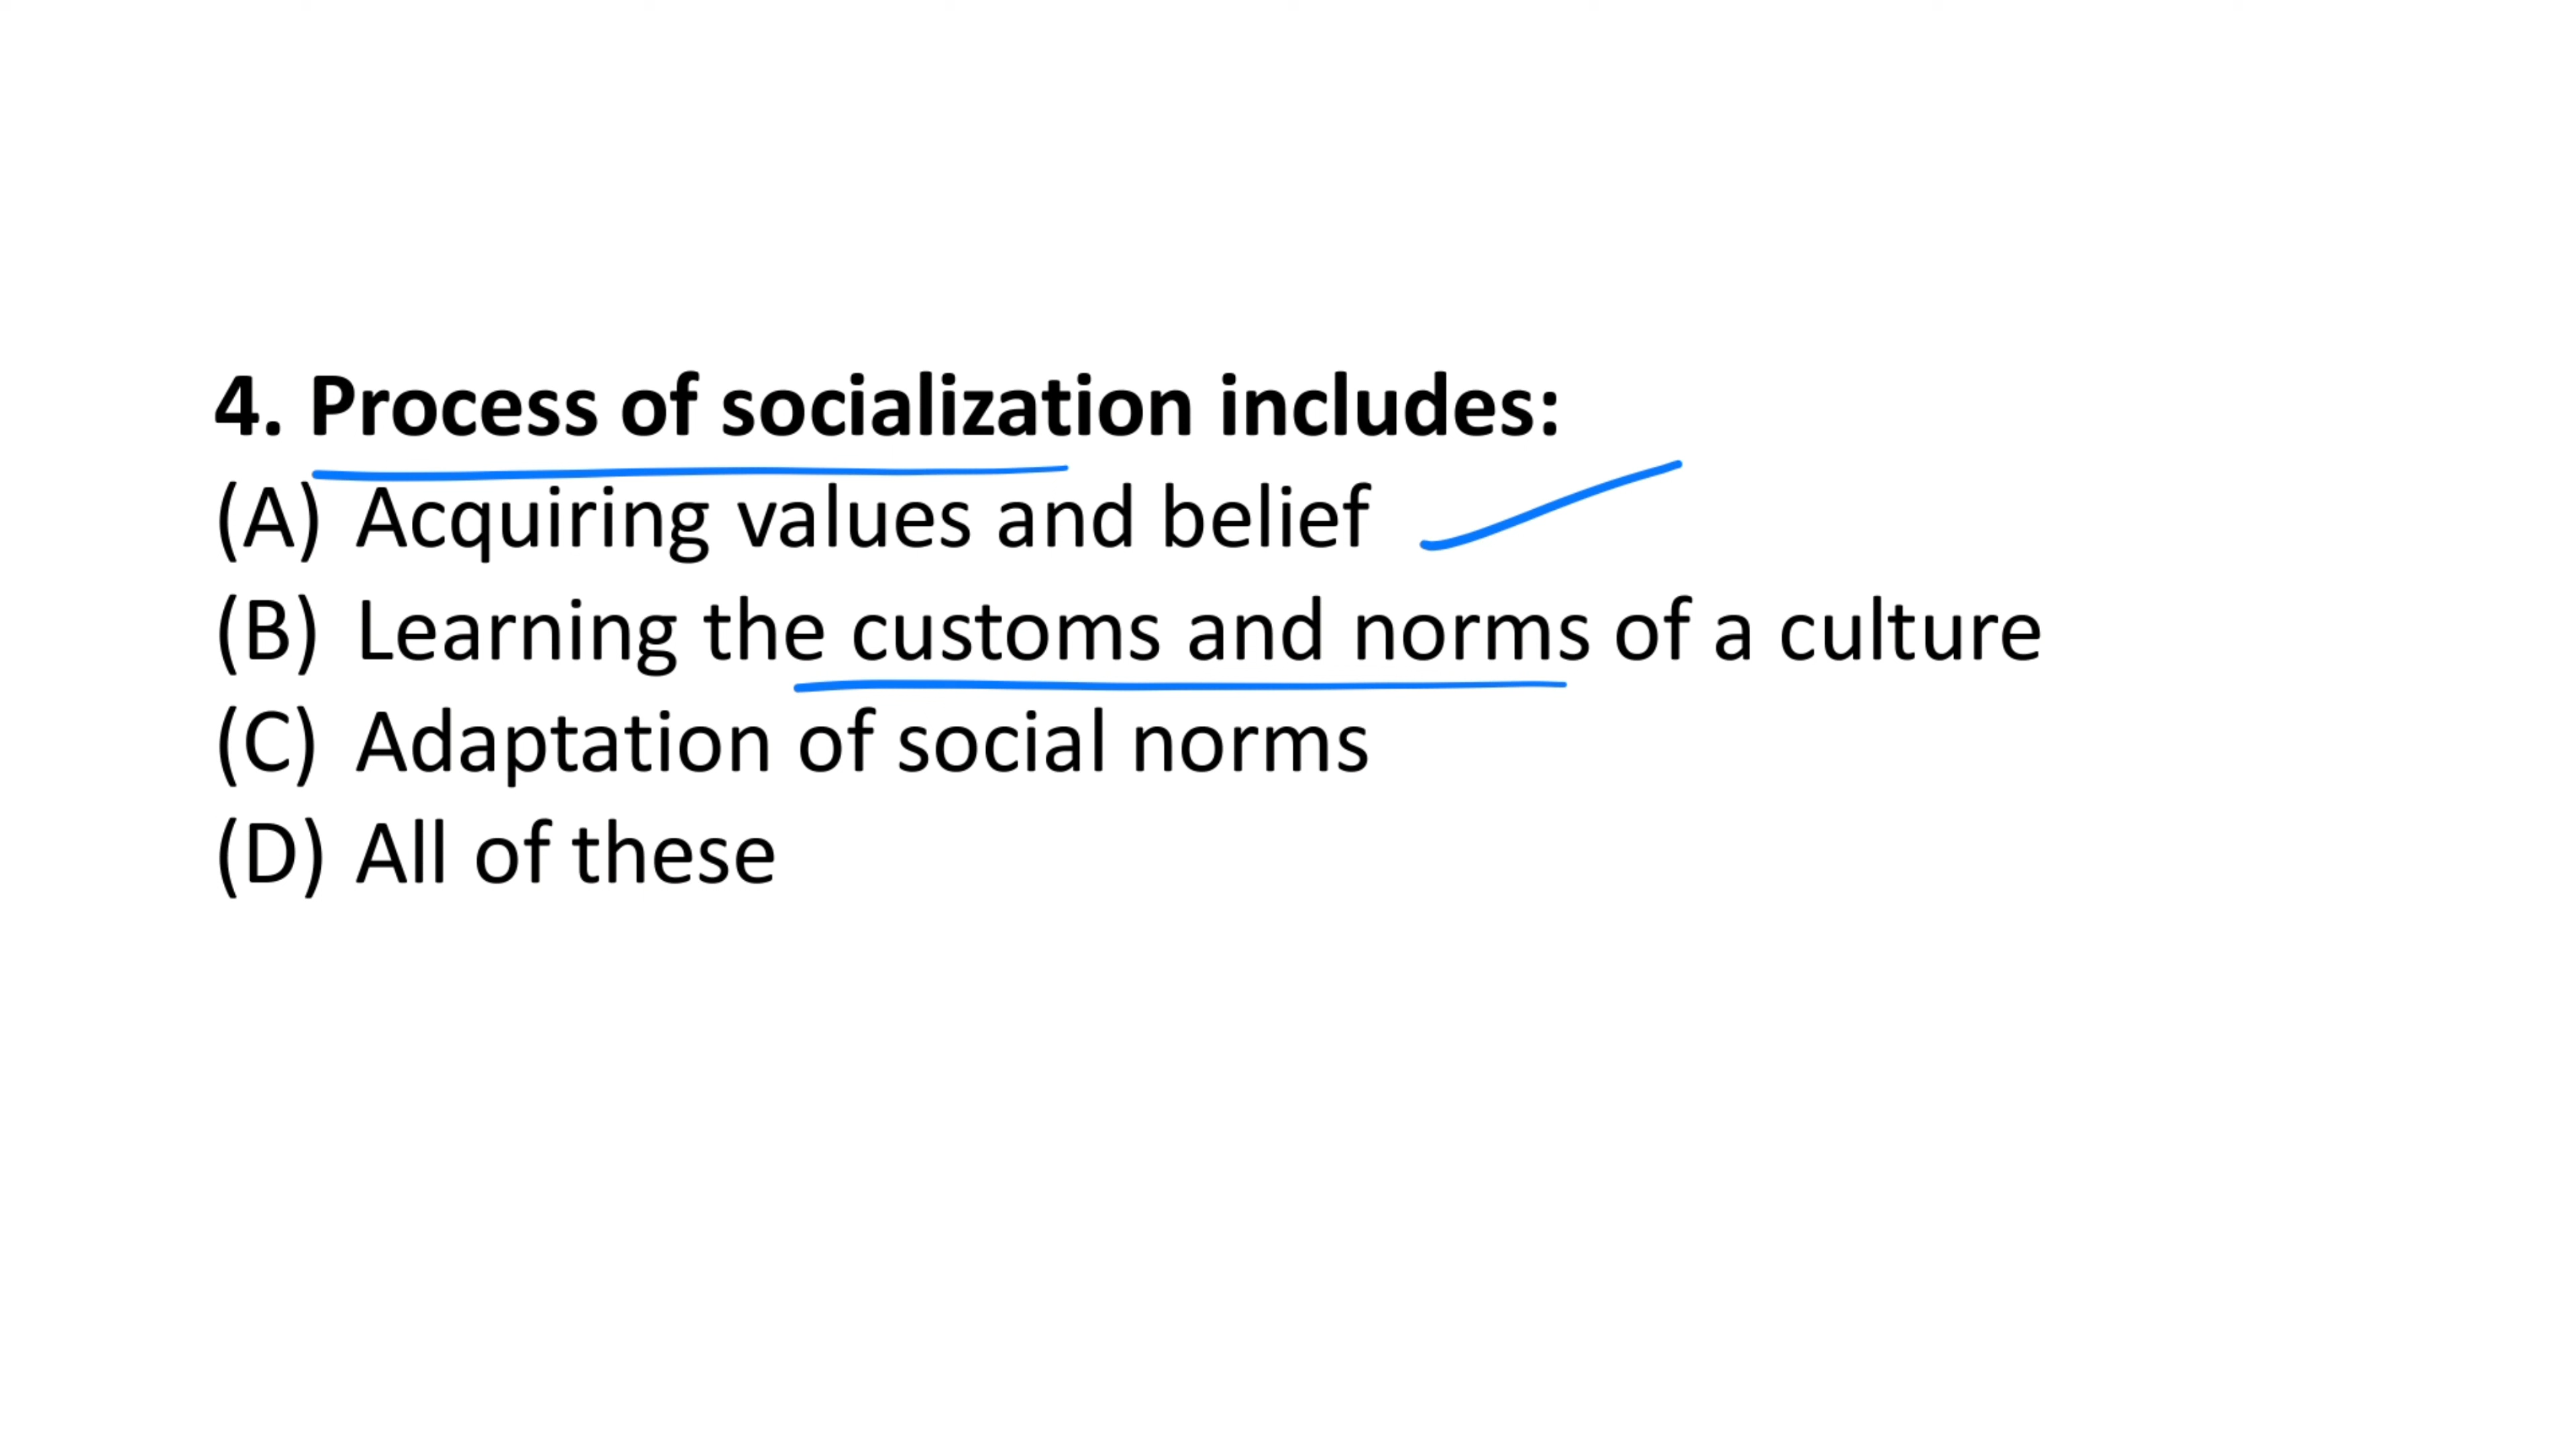 4. Process of socialization includes:
(A) Acquiring values and belief
(B) Learning the customs and norms of a culture
(C) Adaptation of social norms
(D) All of these